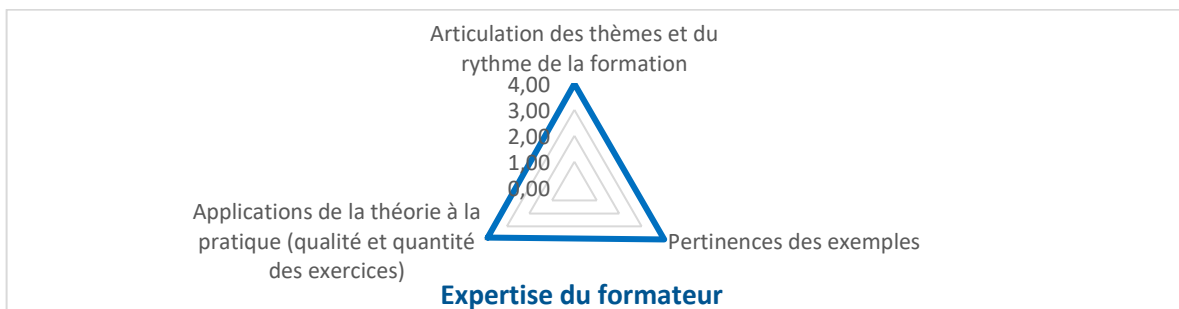 Articulation des thèmes et du
rythme de la formation
4,00
3,00
2,00
1,00
0,00
Applications de la théorie à la
pratique (qualité et quantité
des exercices)
Pertinences des exemples
Expertise du formateur